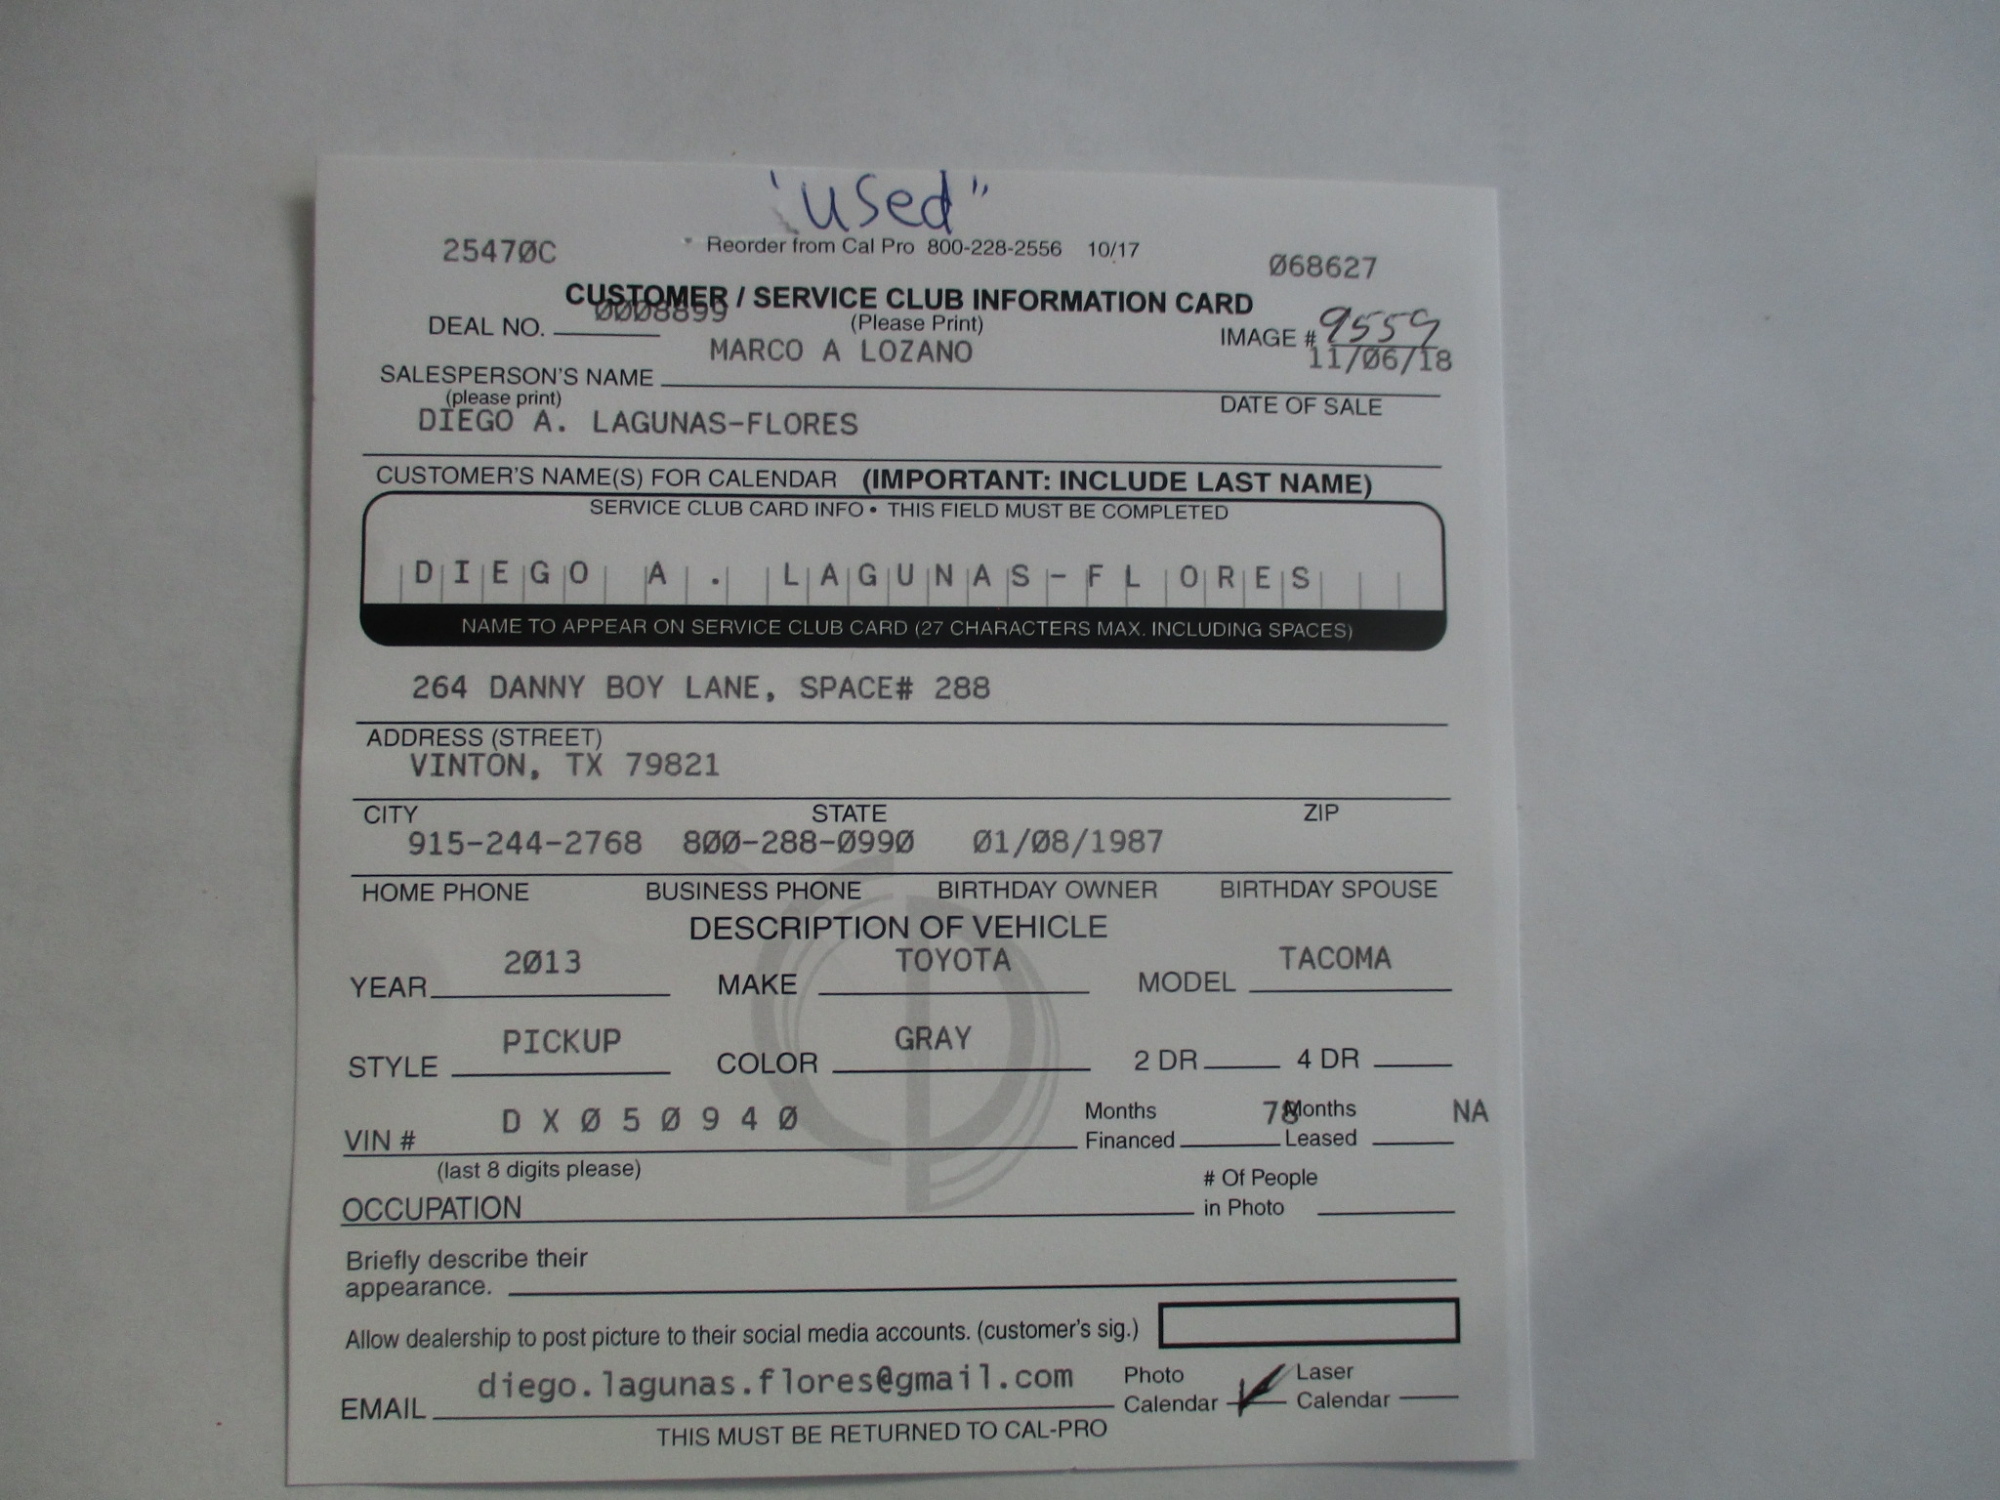 "used"
25470C Reorder from Cal Pro 800-228-2556 10/17 068627
CUSTOMER / SERVICE CLUB INFORMATION CARD
DEAL NO. 0008899 (Please Print) IMAGE # 9559
MARCO A LOZANO 11/06/18
SALESPERSON'S NAME
(please print) DATE OF SALE
DIEGO A. LAGUNAS-FLORES
CUSTOMER'S NAME(S) FOR CALENDAR (IMPORTANT: INCLUDE LAST NAME)
SERVICE CLUB CARD INFO • THIS FIELD MUST BE COMPLETED
DIEGO A. LAGUNAS-FLORES
NAME TO APPEAR ON SERVICE CLUB CARD (27 CHARACTERS MAX. INCLUDING SPACES)
264 DANNY BOY LANE, SPACE# 288
ADDRESS (STREET)
VINTON, TX 79821
CITY STATE ZIP
915-244-2768 800-288-0990 01/08/1987
HOME PHONE BUSINESS PHONE BIRTHDAY OWNER BIRTHDAY SPOUSE
DESCRIPTION OF VEHICLE
YEAR 2013 MAKE TOYOTA MODEL TACOMA
STYLE PICKUP COLOR GRAY 2 DR 4 DR
VIN # DX050940 Months Financed 78 Months Leased NA
(last 8 digits please)
OCCUPATION # Of People in Photo
Briefly describe their
appearance.
Allow dealership to post picture to their social media accounts. (customer's sig.)
EMAIL diego.lagunas.flores@gmail.com Photo Calendar Laser Calendar
THIS MUST BE RETURNED TO CAL-PRO